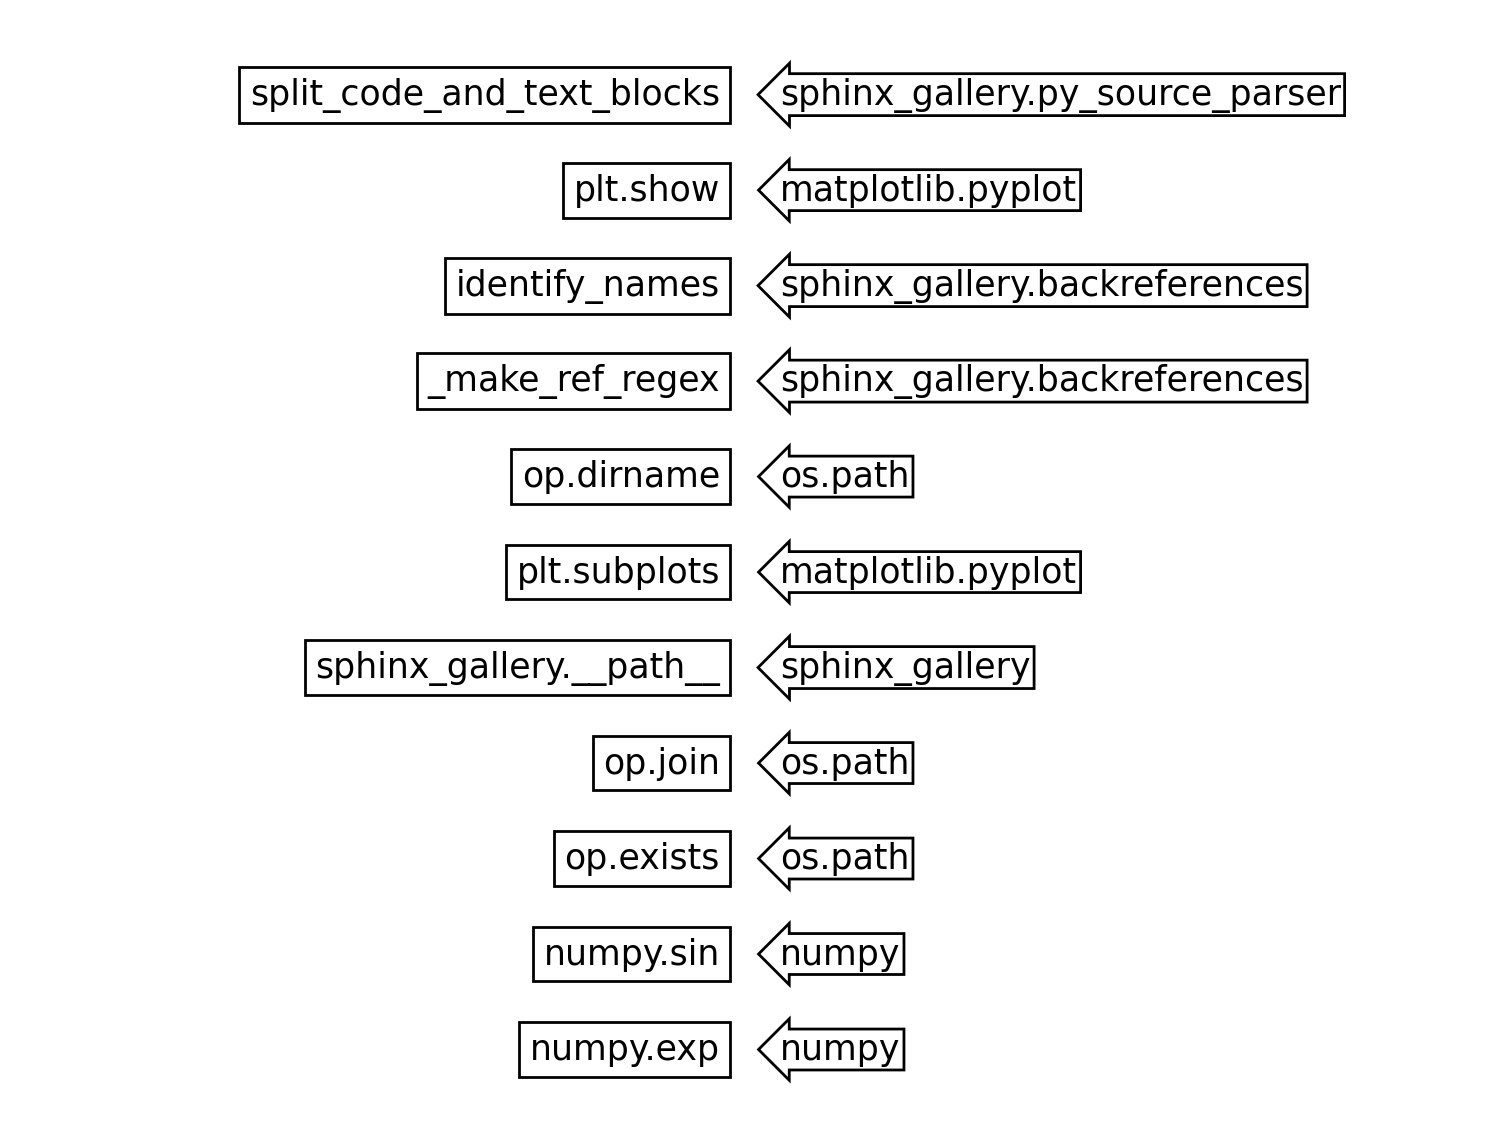 split_code_and_text_blocks sphinx_gallery.py_source_parser
plt.show matplotlib.pyplot
identify_names sphinx_gallery.backreferences
_make_ref_regex sphinx_gallery.backreferences
op.dirname os.path
plt.subplots matplotlib.pyplot
sphinx_gallery.__path__ sphinx_gallery
op.join os.path
op.exists os.path
numpy.sin numpy
numpy.exp numpy